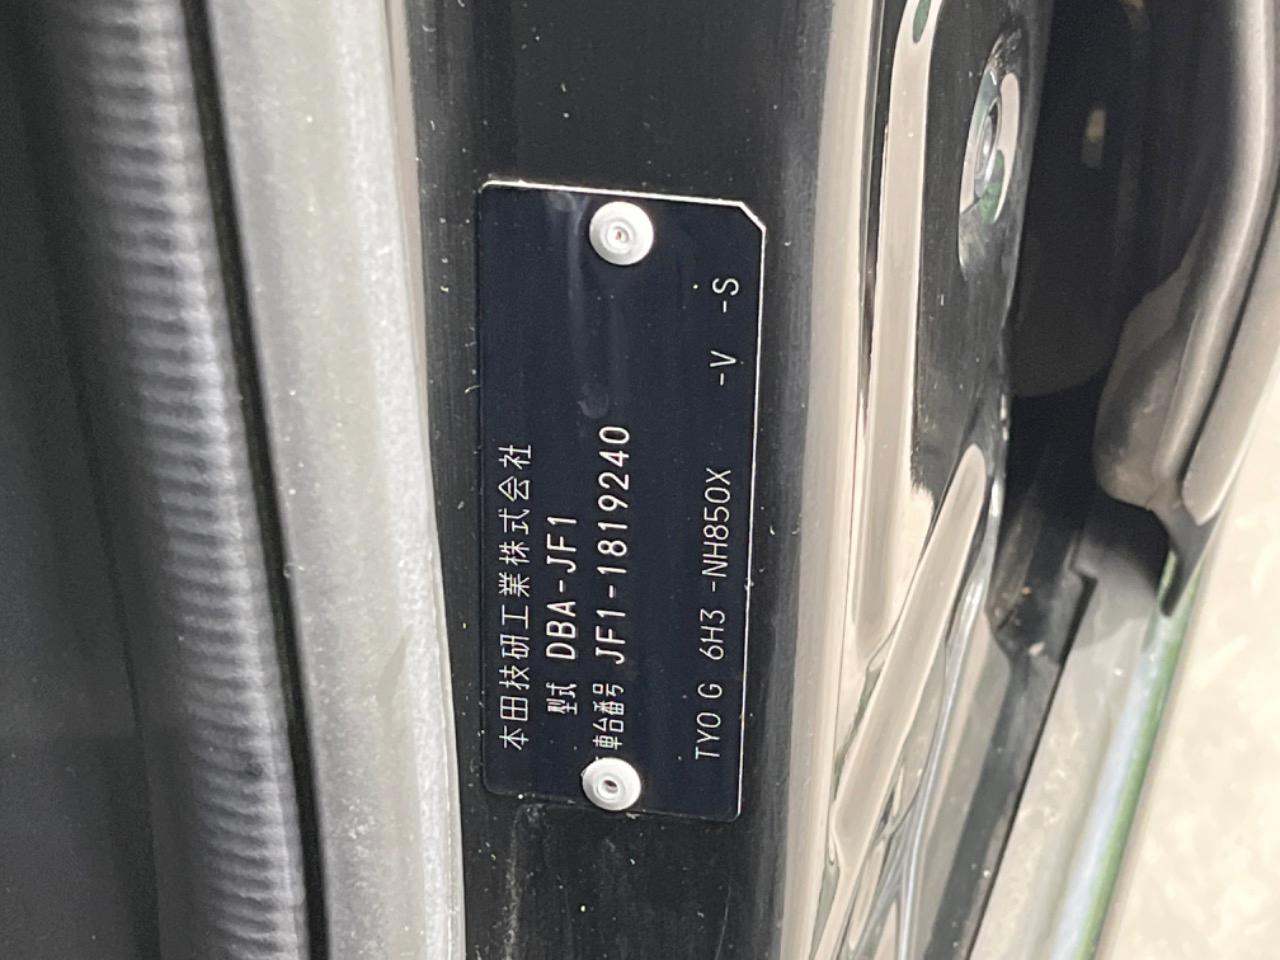 本田技研工業株式会社
型式 DBA-JF1
車台番号 JF1-1819240
TY0 G 6H3 -NH850X -V -S